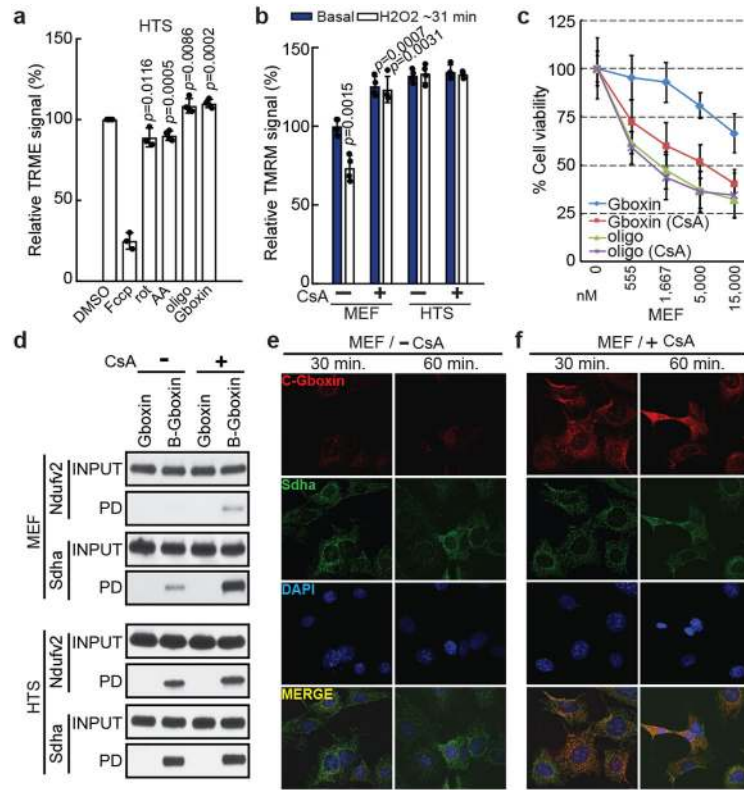 a
HTS
Relative TRME signal (%)
150
100
50
0
p=0.0116
p=0.0005
p=0.0086
p=0.0002
DMSO
Fccp
rot
AA
oligo
Gboxin
b
Basal
H2O2 ~31 min
Relative TMRM signal (%)
150
100
50
0
p=0.0015
p=0.0007
p=0.0031
CsA
− + − +
MEF HTS
c
% Cell viability
125
100
75
50
25
Gboxin
Gboxin (CsA)
oligo
oligo (CsA)
0
555
1,667
5,000
15,000
nM
MEF
d
CsA − +
Gboxin
B-Gboxin
Gboxin
B-Gboxin
MEF
Ndufv2
INPUT
PD
Sdha
INPUT
PD
HTS
Ndufv2
INPUT
PD
Sdha
INPUT
PD
e
MEF / − CsA
30 min. 60 min.
C-Gboxin
Sdha
DAPI
MERGE
f
MEF / + CsA
30 min. 60 min.